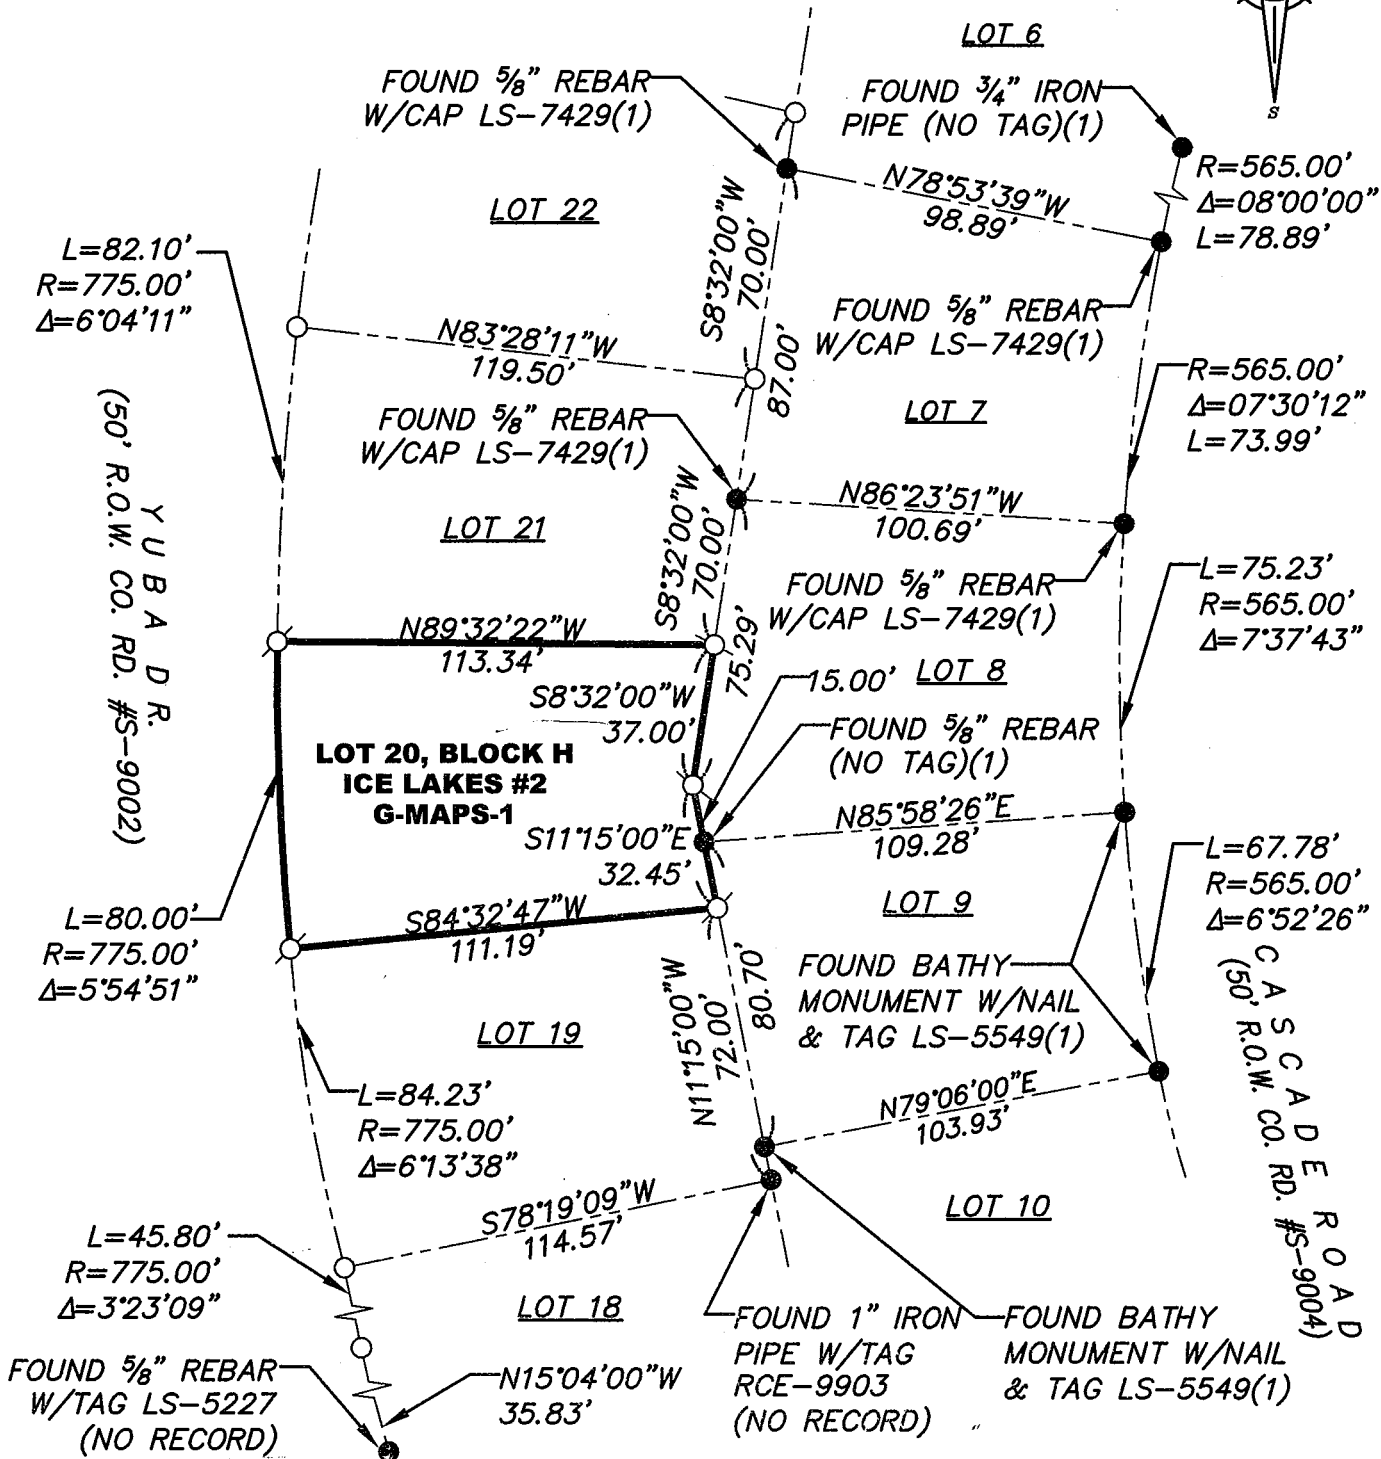 LOT 6
S
FOUND 5/8" REBAR
W/CAP LS-7429(1)
FOUND 3/4" IRON
PIPE (NO TAG)(1)
R=565.00'
Δ=08°00'00"
L=78.89'
N78°53'39"W
98.89'
LOT 22
S8°32'00"W
70.00'
L=82.10'
R=775.00'
Δ=6°04'11"
FOUND 5/8" REBAR
W/CAP LS-7429(1)
N83°28'11"W
119.50'
87.00'
R=565.00'
Δ=07°30'12"
L=73.99'
LOT 7
FOUND 5/8" REBAR
W/CAP LS-7429(1)
YUBA DR.
(50' R.O.W. CO. RD. #S-9002)
N86°23'51"W
100.69'
LOT 21
S8°32'00"W
70.00'
FOUND 5/8" REBAR
W/CAP LS-7429(1)
L=75.23'
R=565.00'
Δ=7°37'43"
N89°32'22"W
113.34'
75.29'
15.00'
LOT 8
S8°32'00"W
37.00'
FOUND 5/8" REBAR
(NO TAG)(1)
LOT 20, BLOCK H
ICE LAKES #2
G-MAPS-1
N85°58'26"E
109.28'
S11°15'00"E
32.45'
L=67.78'
R=565.00'
Δ=6°52'26"
L=80.00'
R=775.00'
Δ=5°54'51"
S84°32'47"W
111.19'
LOT 9
FOUND BATHY
MONUMENT W/NAIL
& TAG LS-5549(1)
80.70'
72.00'
N11°15'00"W
CASCADE ROAD
(50' R.O.W. CO. RD. #S-9004)
LOT 19
L=84.23'
R=775.00'
Δ=6°13'38"
N79°06'00"E
103.93'
S78°19'09"W
114.57'
LOT 10
L=45.80'
R=775.00'
Δ=3°23'09"
LOT 18
FOUND 1" IRON
PIPE W/TAG
RCE-9903
(NO RECORD)
FOUND BATHY
MONUMENT W/NAIL
& TAG LS-5549(1)
FOUND 5/8" REBAR
W/TAG LS-5227
(NO RECORD)
N15°04'00"W
35.83'